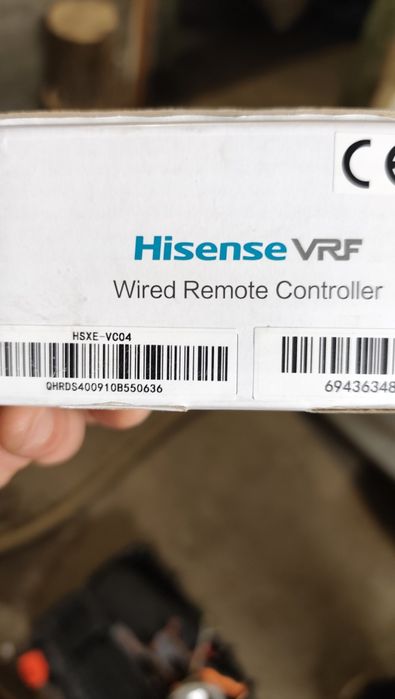 CE
Hisense VRF
Wired Remote Controller
HSXE-VC04
QHRDS400910B550636
69436348